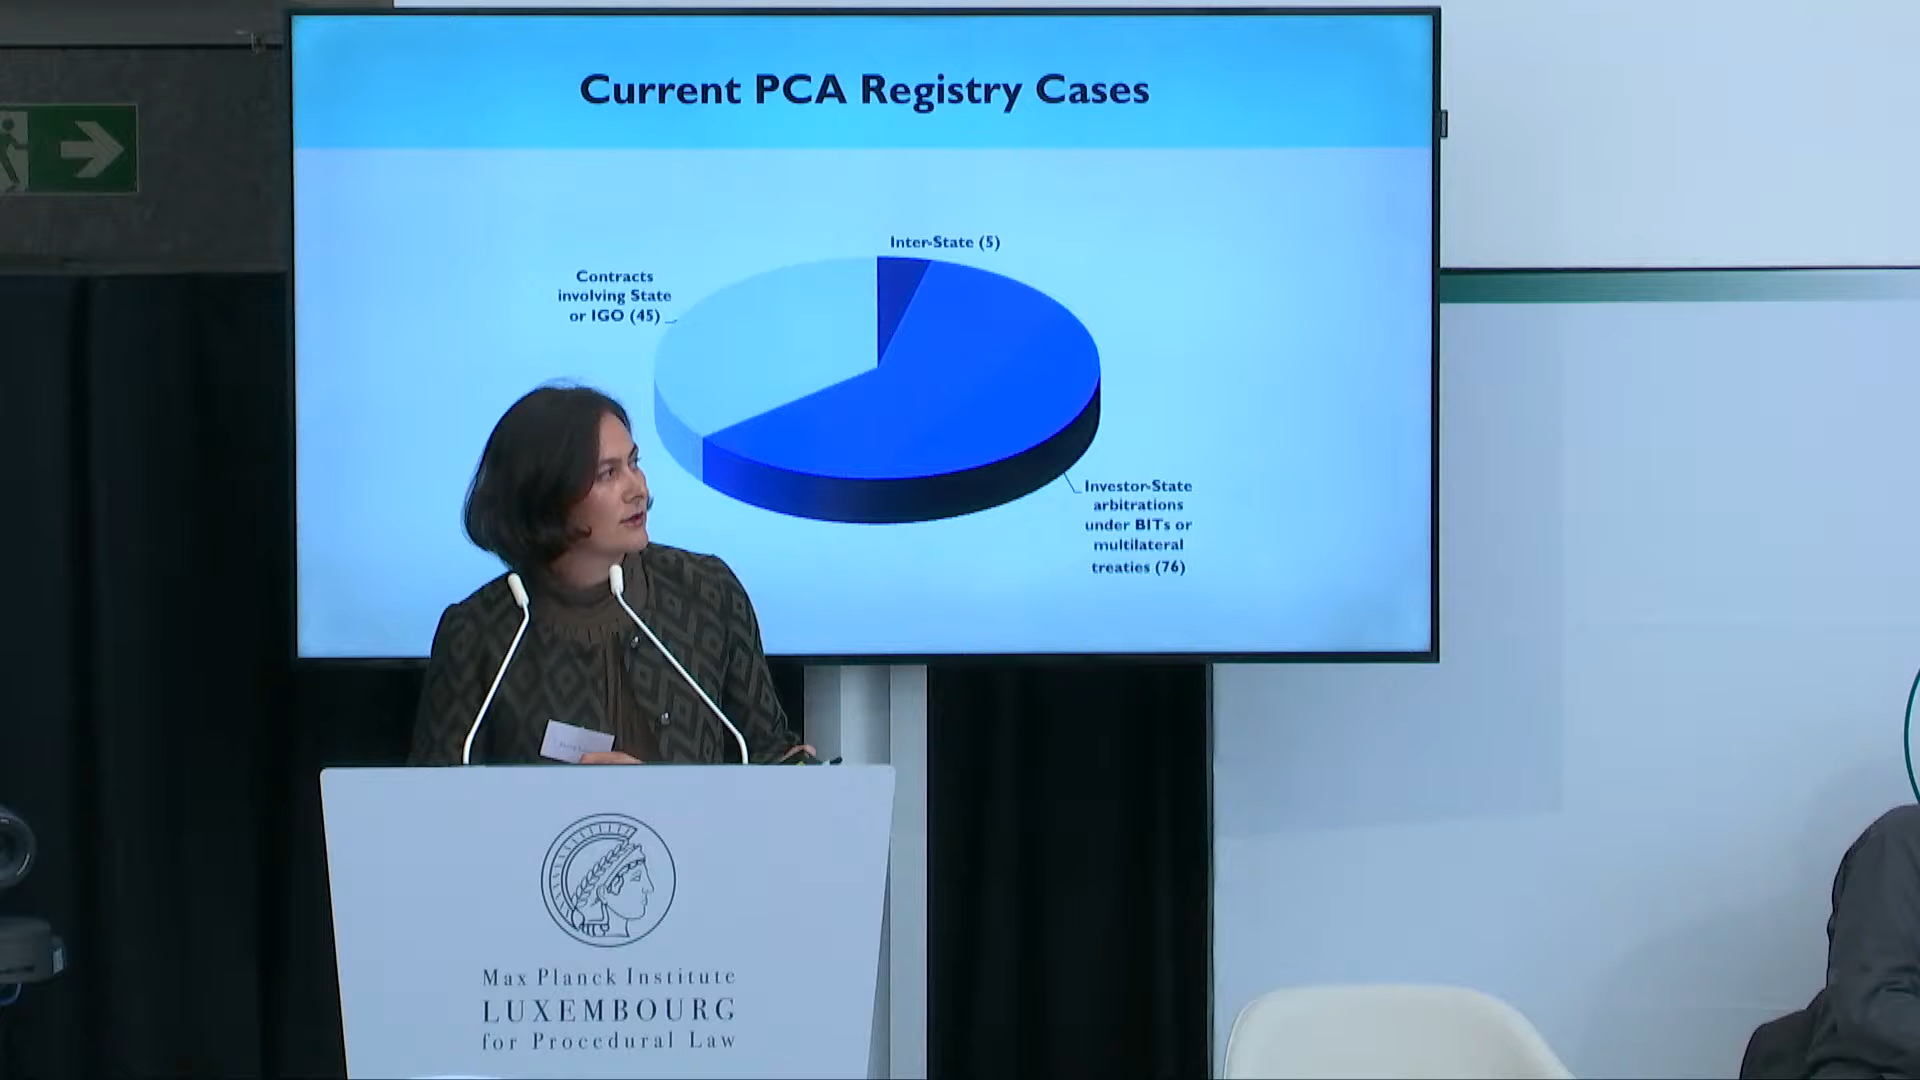 Current PCA Registry Cases
Inter-State (5)
Contracts
involving State
or IGO (45)
Investor-State
arbitrations
under BITs or
multilateral
treaties (76)
Max Planck Institute
LUXEMBOURG
for Procedural Law